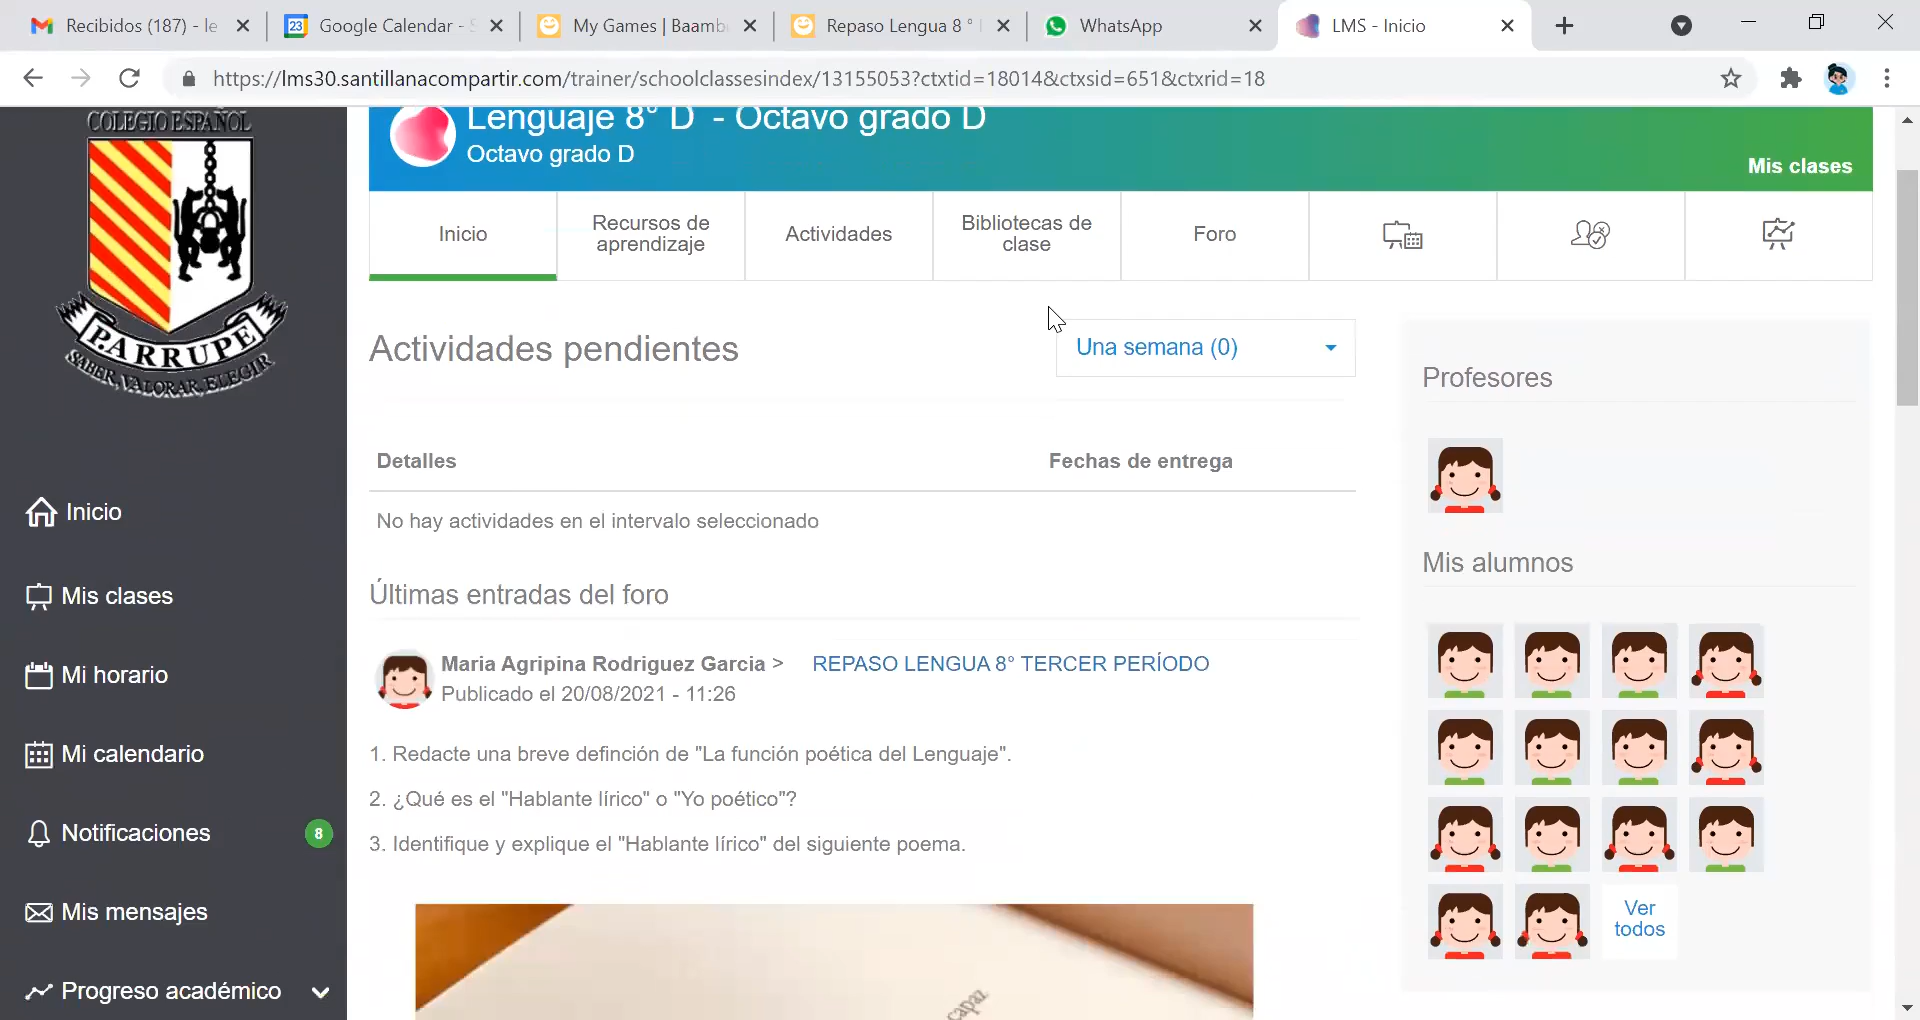 Recibidos (187) - le
23
Google Calendar - S
My Games | Baamb
Repaso Lengua 8 °
WhatsApp
LMS - Inicio
https://lms30.santillanacompartir.com/trainer/schoolclassesindex/13155053?ctxtid=18014&ctxsid=651&ctxrid=18
COLEGIO ESPAÑOL
P.ARRUPE
SABER, VALORAR, ELEGIR
Inicio
Mis clases
Mi horario
Mi calendario
Notificaciones
8
Mis mensajes
Progreso académico
Lenguaje 8° D - Octavo grado D
Octavo grado D
Mis clases
Inicio
Recursos de
aprendizaje
Actividades
Bibliotecas de
clase
Foro
Actividades pendientes
Una semana (0)
Detalles
Fechas de entrega
No hay actividades en el intervalo seleccionado
Últimas entradas del foro
Maria Agripina Rodriguez Garcia >
REPASO LENGUA 8° TERCER PERÍODO
Publicado el 20/08/2021 - 11:26
1. Redacte una breve definción de "La función poética del Lenguaje".
2. ¿Qué es el "Hablante lírico" o "Yo poético"?
3. Identifique y explique el "Hablante lírico" del siguiente poema.
capaz
Profesores
Mis alumnos
Ver
todos